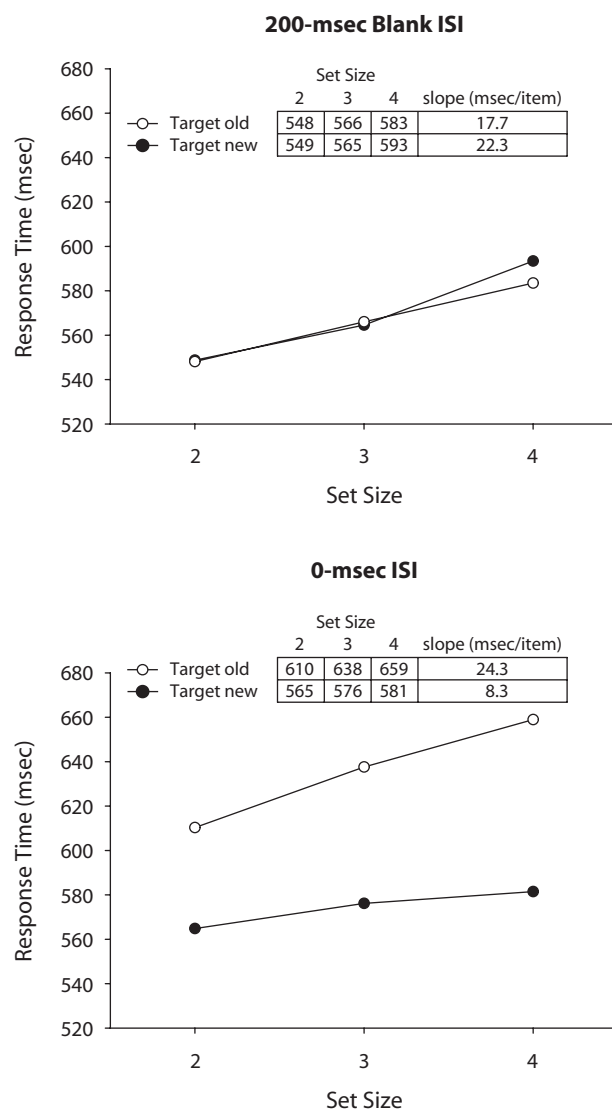 200-msec Blank ISI
Set Size
2 3 4 slope (msec/item)
Target old 548 566 583 17.7
Target new 549 565 593 22.3
680
660
640
620
600
580
560
540
520
Response Time (msec)
2 3 4
Set Size
0-msec ISI
Set Size
2 3 4 slope (msec/item)
Target old 610 638 659 24.3
Target new 565 576 581 8.3
680
660
640
620
600
580
560
540
520
Response Time (msec)
2 3 4
Set Size